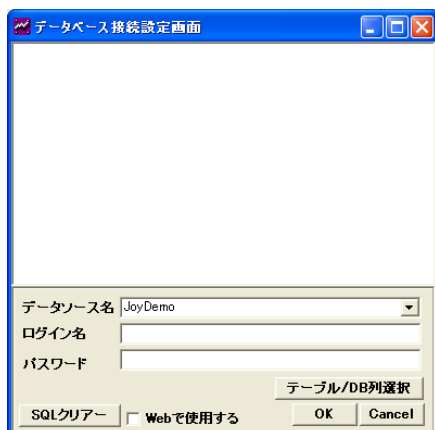 データベース接続設定画面
データソース名 JoyDemo
ログイン名
パスワード
テーブル/DB列選択
SQLクリアー Webで使用する OK Cancel